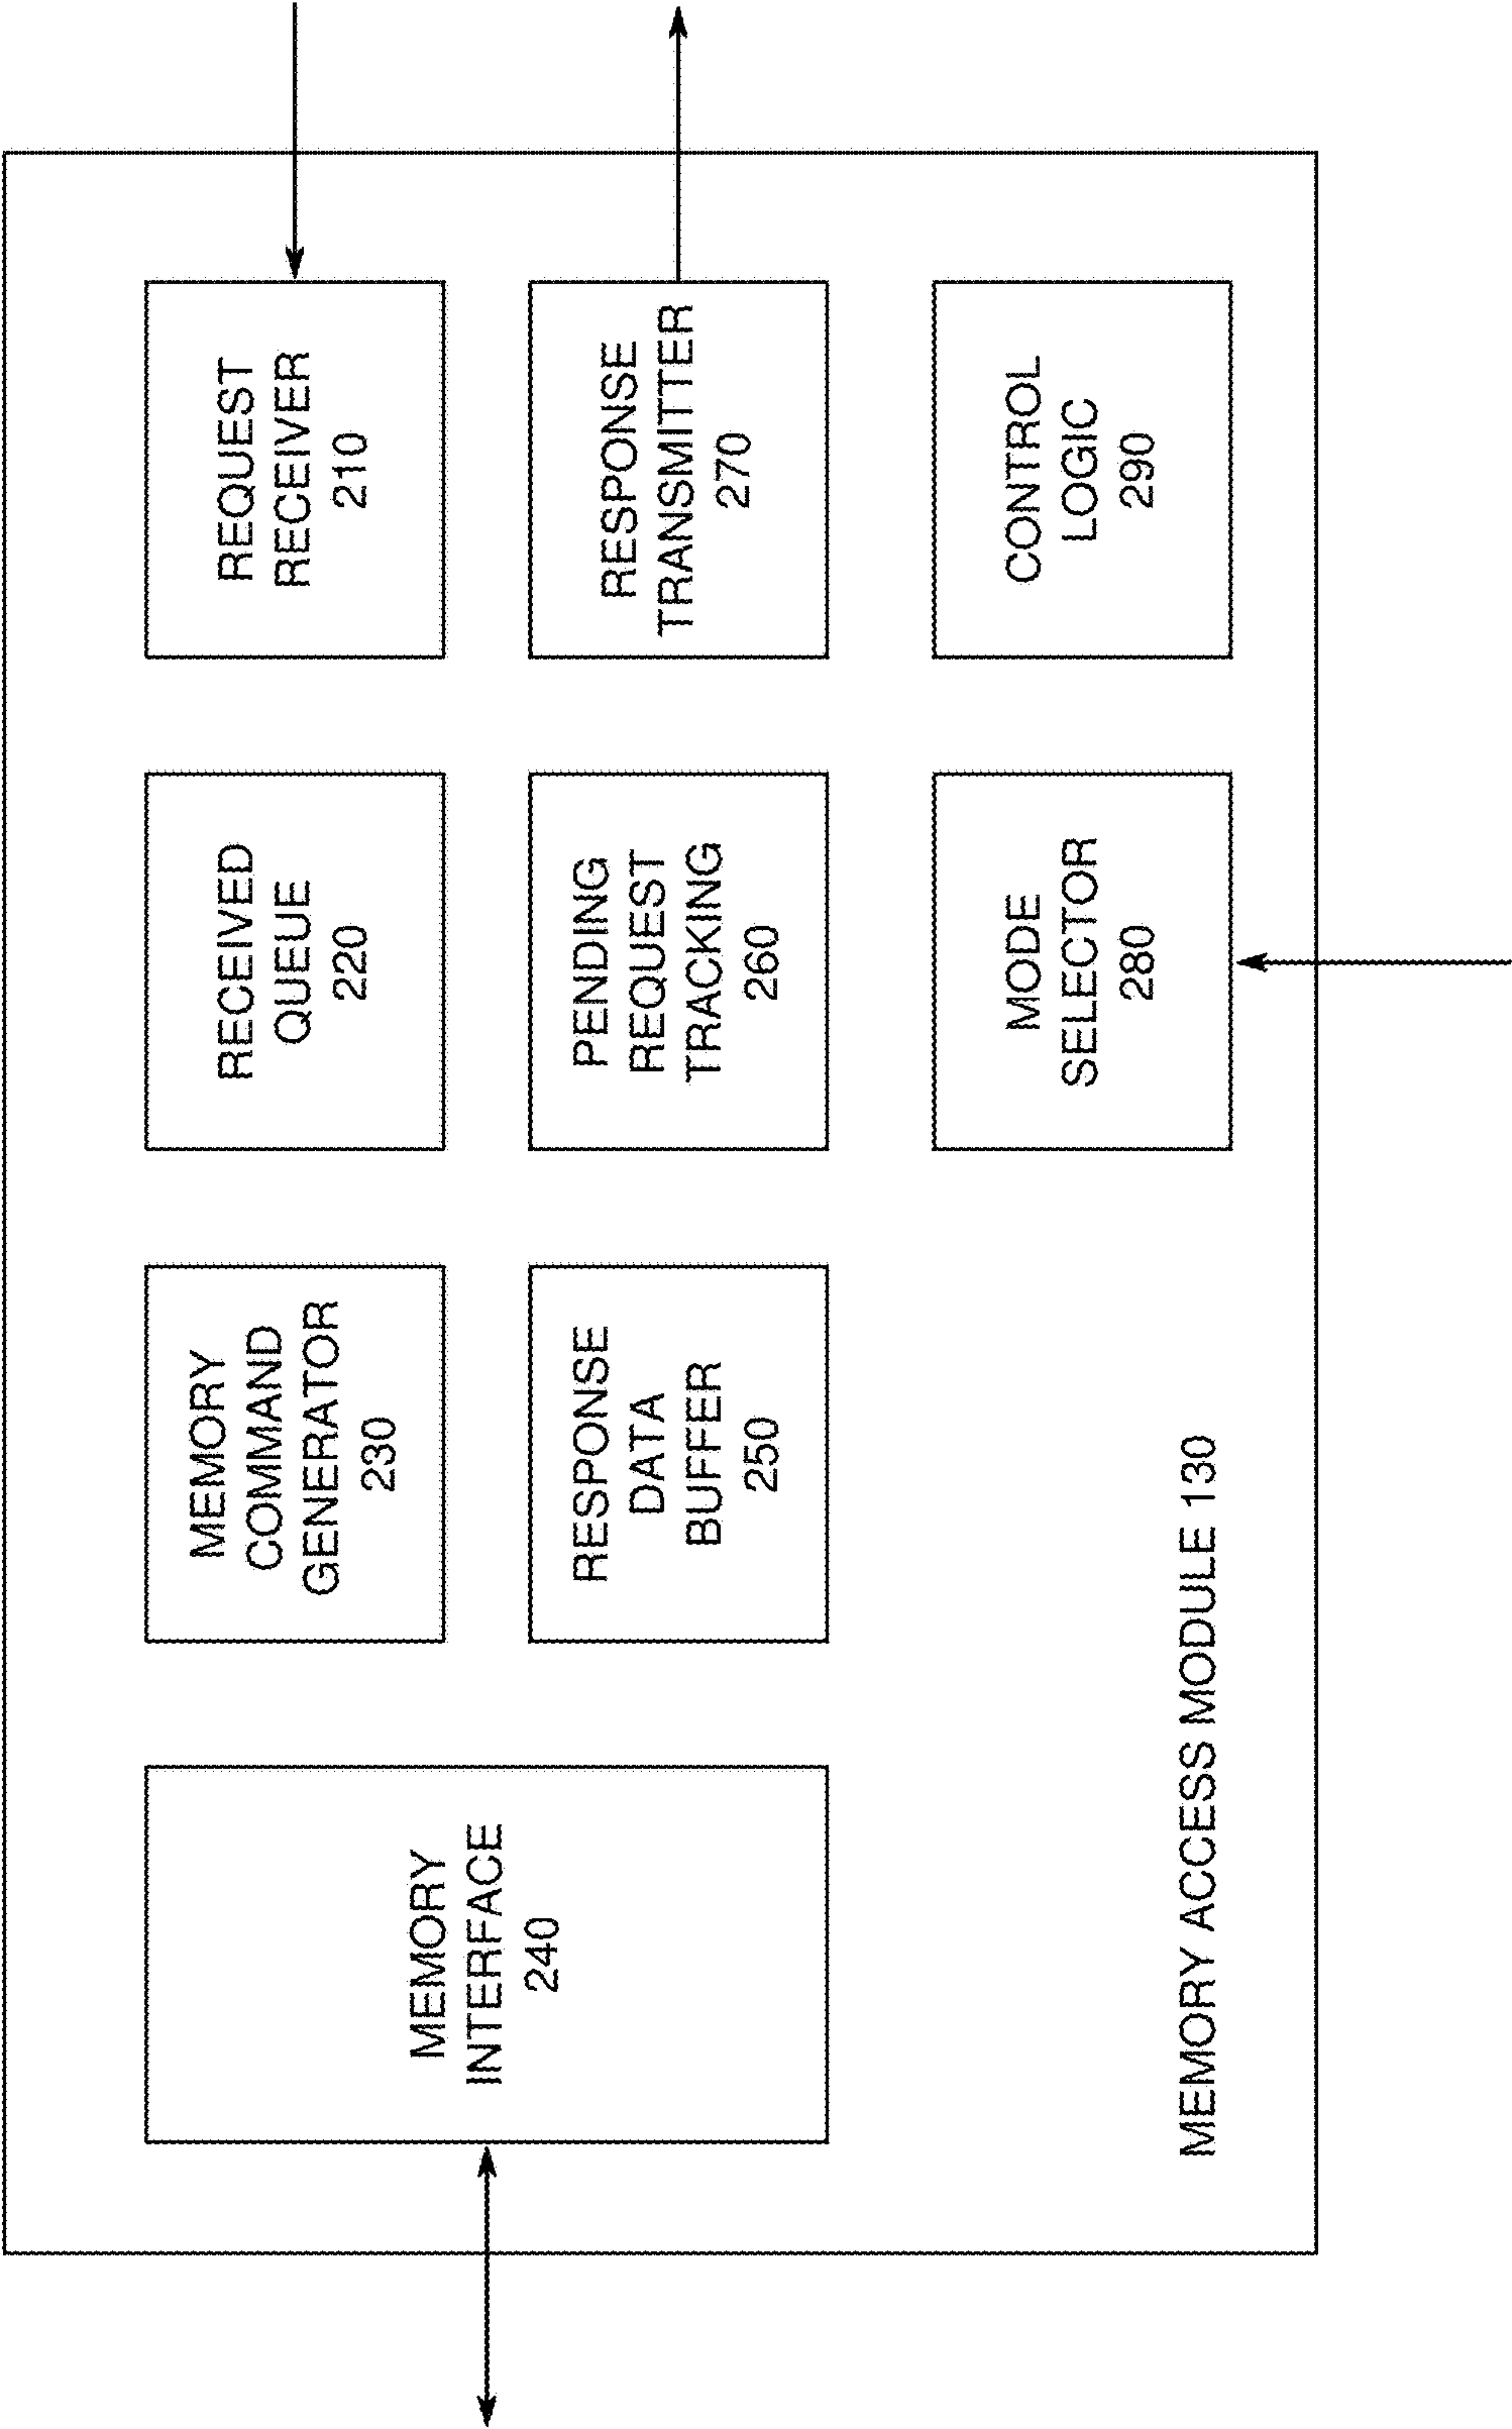 MEMORY
INTERFACE
240
MEMORY
COMMAND
GENERATOR
230
RECEIVED
QUEUE
220
REQUEST
RECEIVER
210
RESPONSE
DATA
BUFFER
250
PENDING
REQUEST
TRACKING
260
RESPONSE
TRANSMITTER
270
MODE
SELECTOR
280
CONTROL
LOGIC
290
MEMORY ACCESS MODULE 130